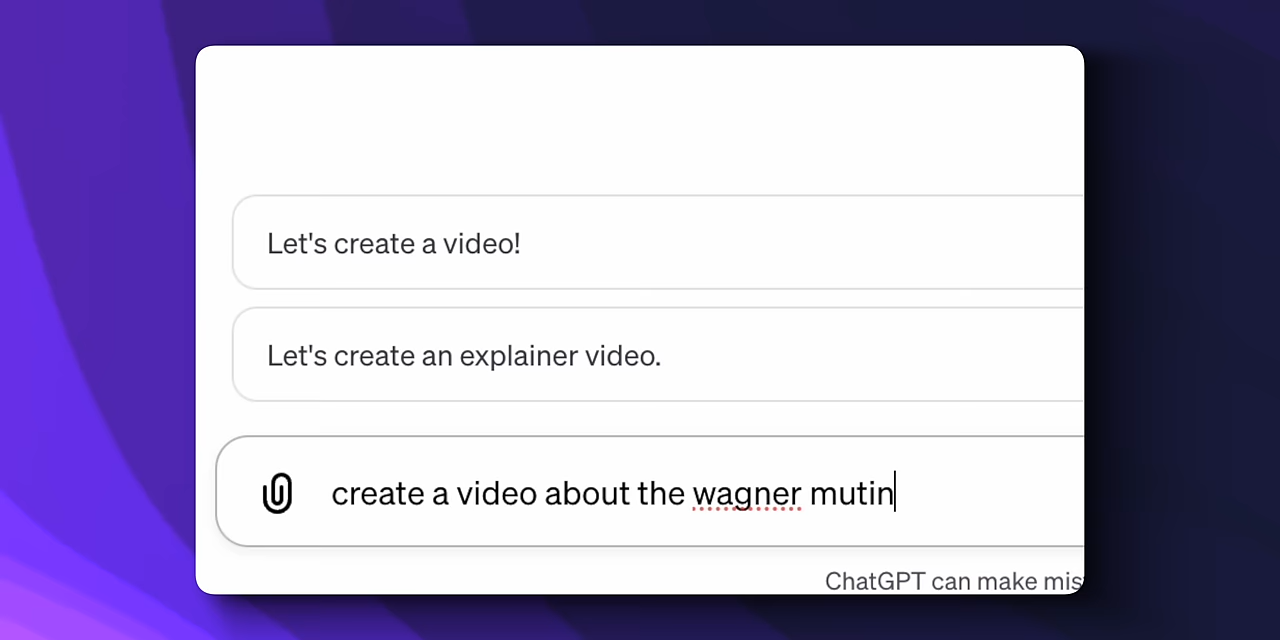 Let's create a video!
Let's create an explainer video.
create a video about the wagner mutin
ChatGPT can make mis